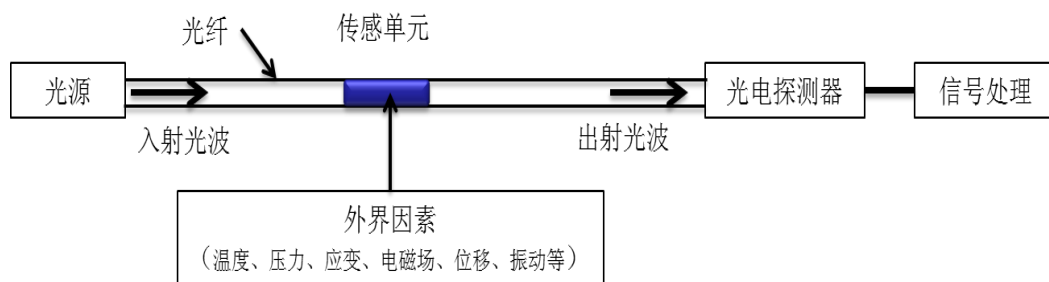 光纤
传感单元
光源
光电探测器
信号处理
入射光波
出射光波
外界因素
（温度、压力、应变、电磁场、位移、振动等）